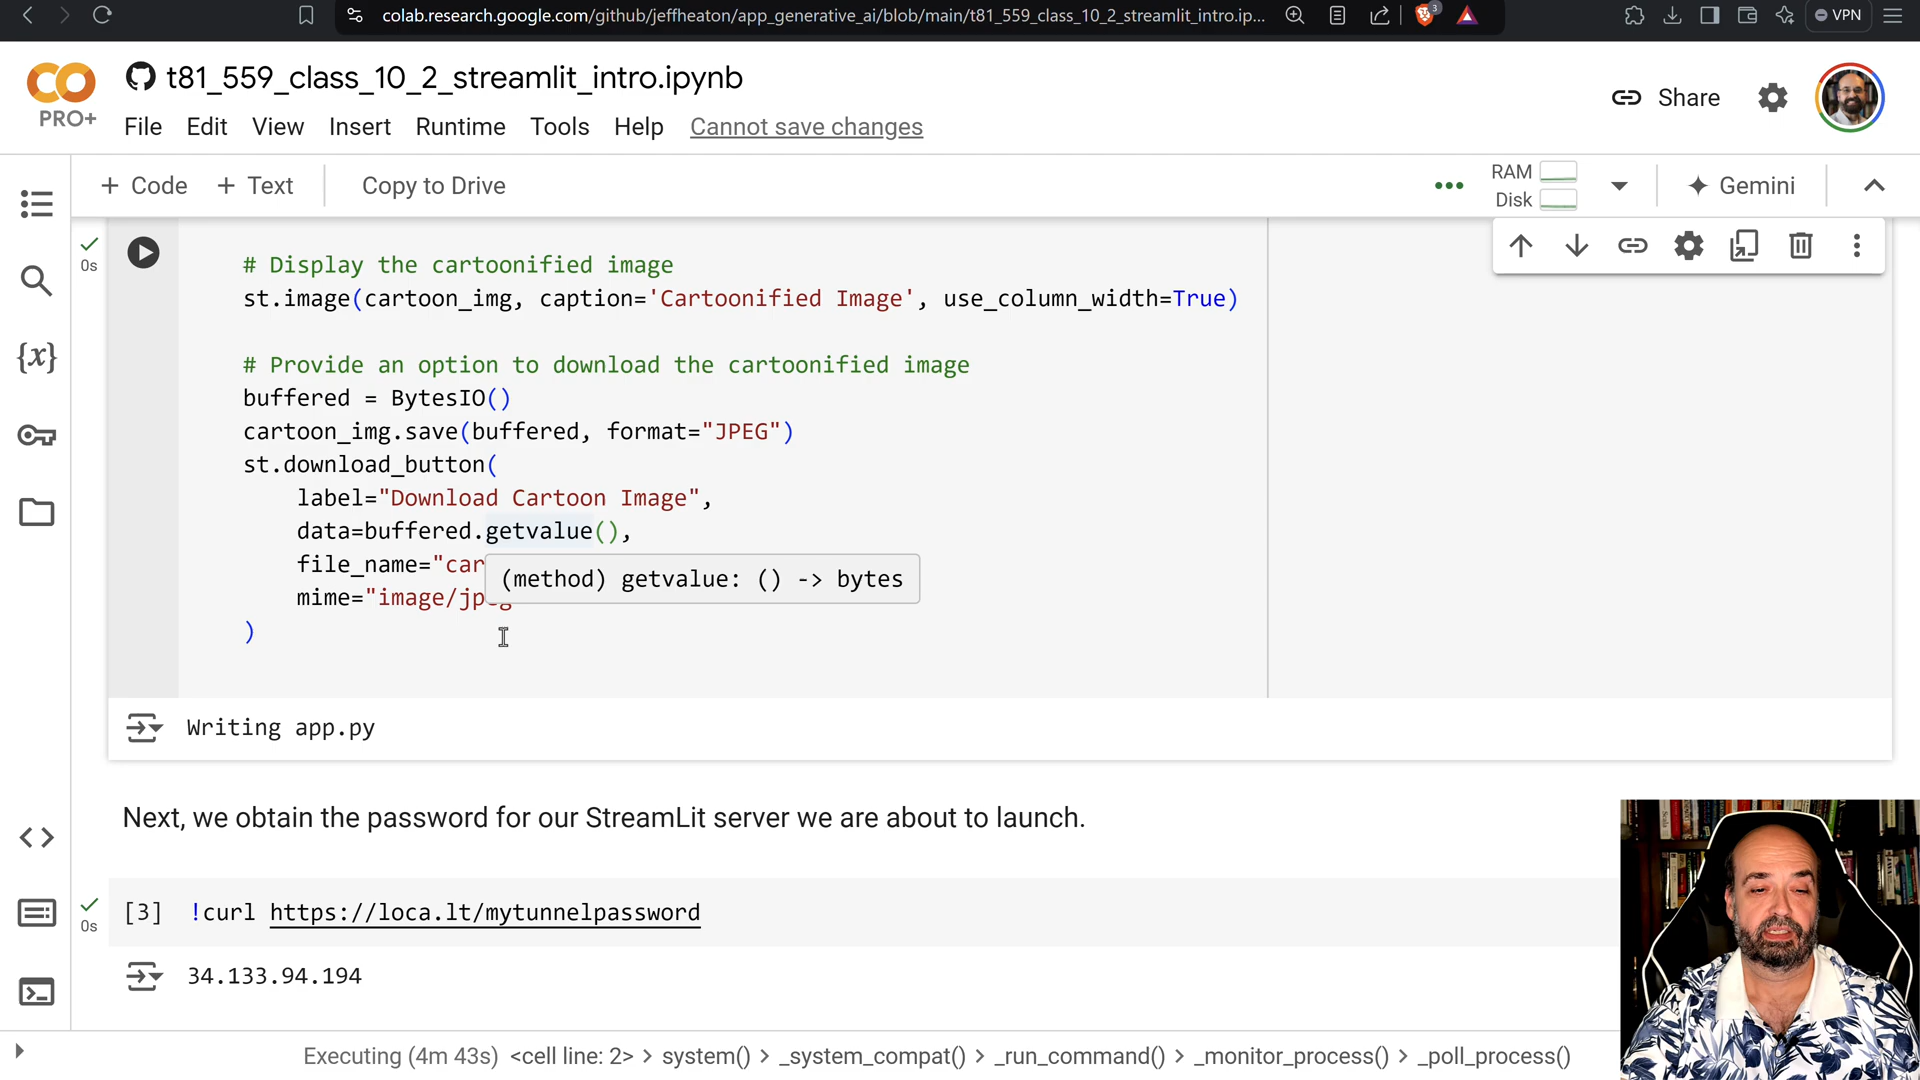 colab.research.google.com/github/jeffheaton/app_generative_ai/blob/main/t81_559_class_10_2_streamlit_intro.ip...
3
VPN
t81_559_class_10_2_streamlit_intro.ipynb
PRO+
File Edit View Insert Runtime Tools Help Cannot save changes
Share
+ Code + Text
Copy to Drive
RAM
Disk
Gemini
0s
# Display the cartoonified image
st.image(cartoon_img, caption='Cartoonified Image', use_column_width=True)
# Provide an option to download the cartoonified image
buffered = BytesIO()
cartoon_img.save(buffered, format="JPEG")
st.download_button(
label="Download Cartoon Image",
data=buffered.getvalue(),
file_name="car
(method) getvalue: () -> bytes
mime="image/jpeg
)
Writing app.py
Next, we obtain the password for our StreamLit server we are about to launch.
0s
[3] !curl https://loca.lt/mytunnelpassword
34.133.94.194
Executing (4m 43s) <cell line: 2> > system() > _system_compat() > _run_command() > _monitor_process() > _poll_process()